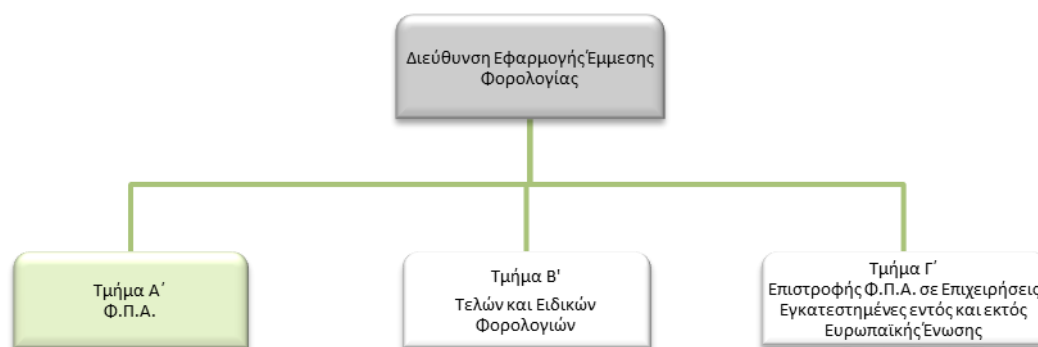 Διεύθυνση Εφαρμογής Έμμεσης
Φορολογίας
Τμήμα Α΄
Φ.Π.Α.
Τμήμα Β'
Τελών και Ειδικών
Φορολογιών
Τμήμα Γ΄
Επιστροφής Φ.Π.Α. σε Επιχειρήσεις
Εγκατεστημένες εντός και εκτός
Ευρωπαϊκής Ένωσης